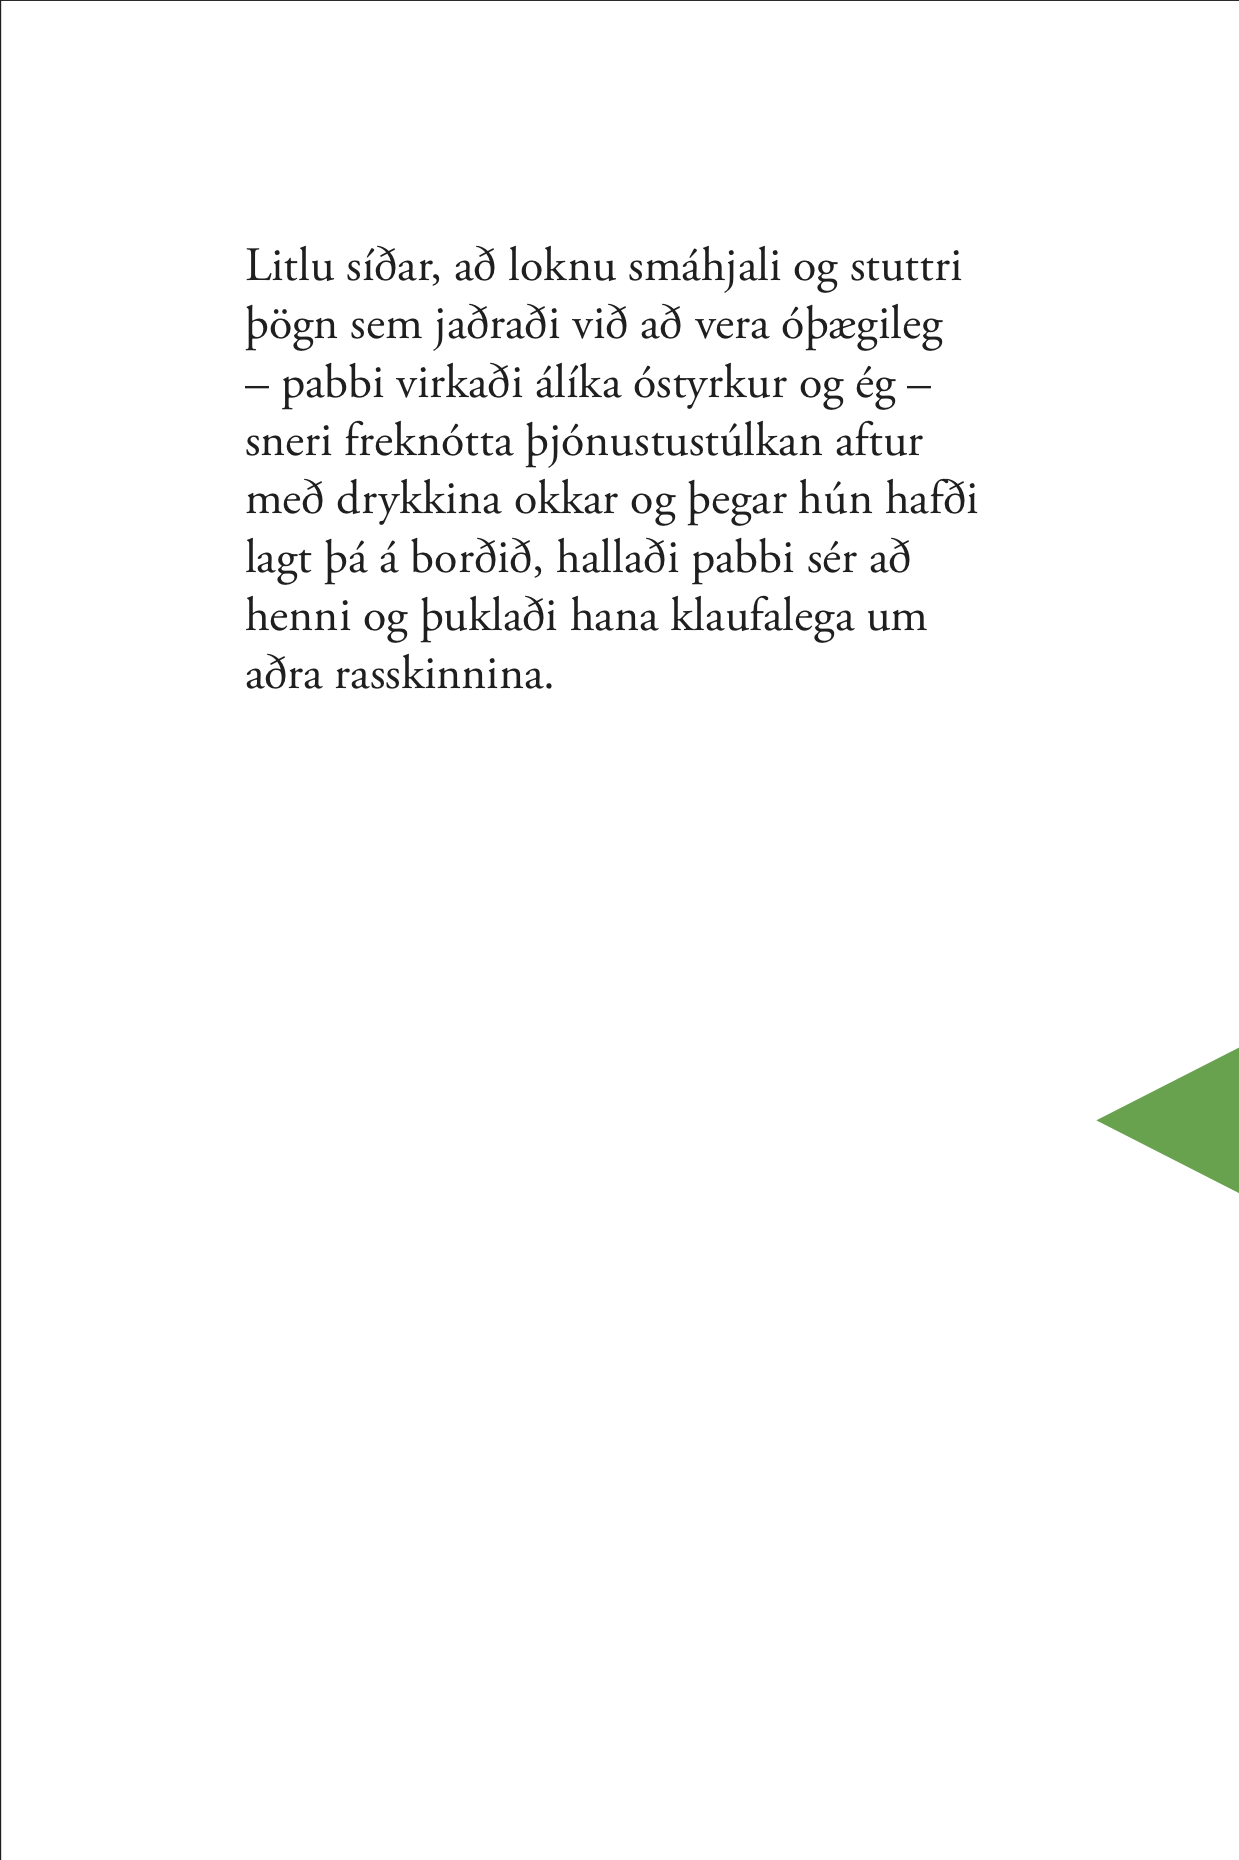 Litlu síðar, að loknu smáhjali og stuttri
þögn sem jaðraði við að vera óþægileg
– pabbi virkaði álíka óstyrkur og ég –
sneri freknótta þjónustustúlkan aftur
með drykkina okkar og þegar hún hafði
lagt þá á borðið, hallaði pabbi sér að
henni og þuklaði hana klaufalega um
aðra rasskinnina.